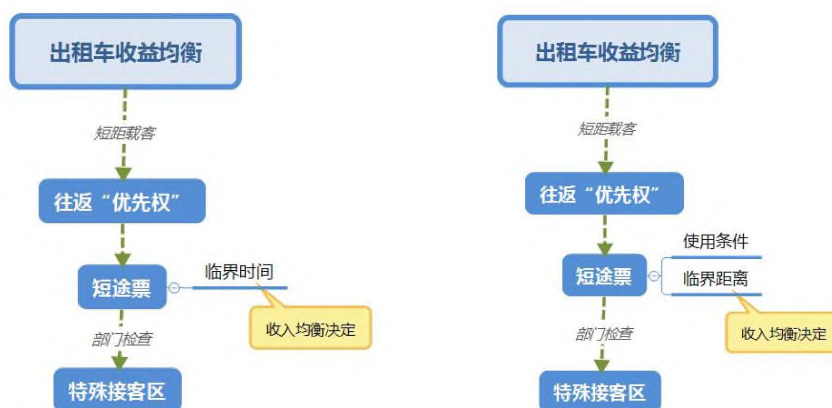 出租车收益均衡
短距载客
往返“优先权”
短途票
临界时间
收入均衡决定
部门检查
特殊接客区
出租车收益均衡
短距载客
往返“优先权”
使用条件
短途票
临界距离
收入均衡决定
部门检查
特殊接客区